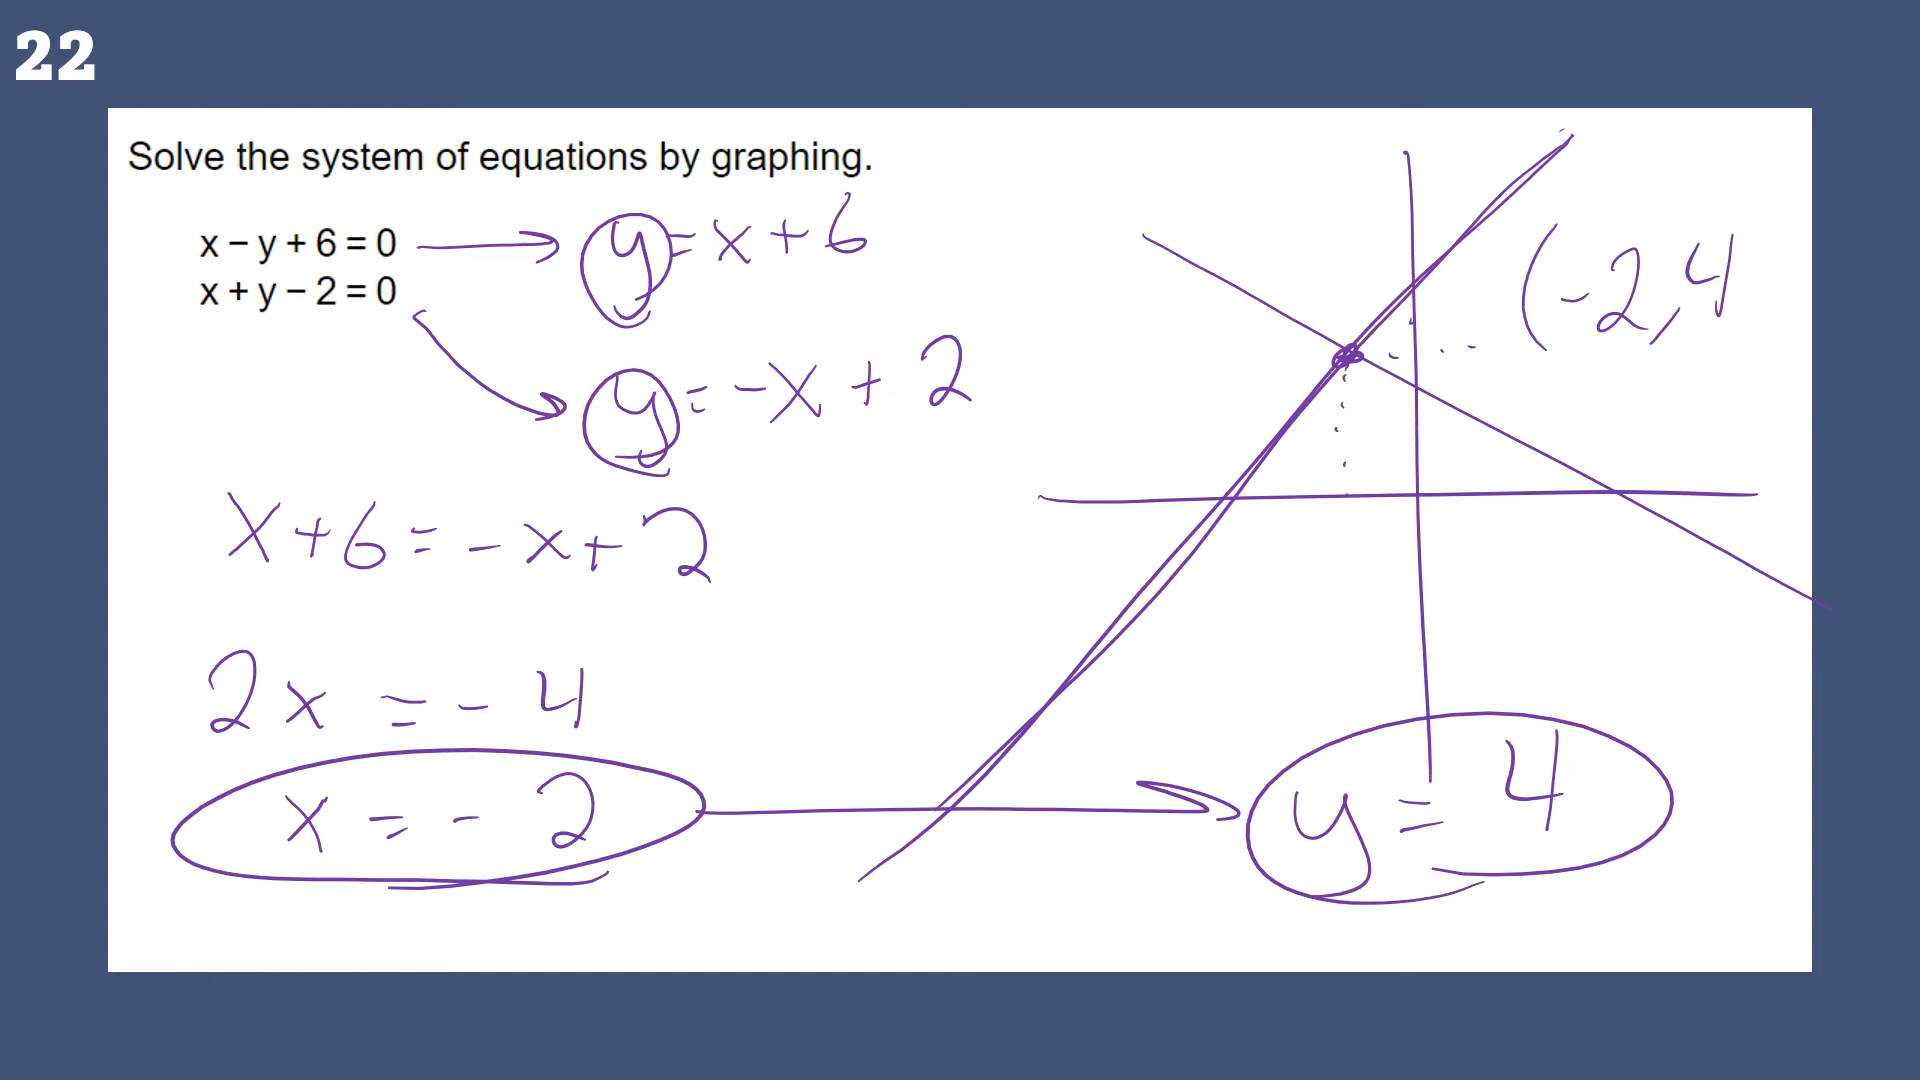 22
Solve the system of equations by graphing.
x − y + 6 = 0
y = x + 6
x + y − 2 = 0
y = -x + 2
(-2, 4
x + 6 = -x + 2
2x = -4
x = -2
y = 4